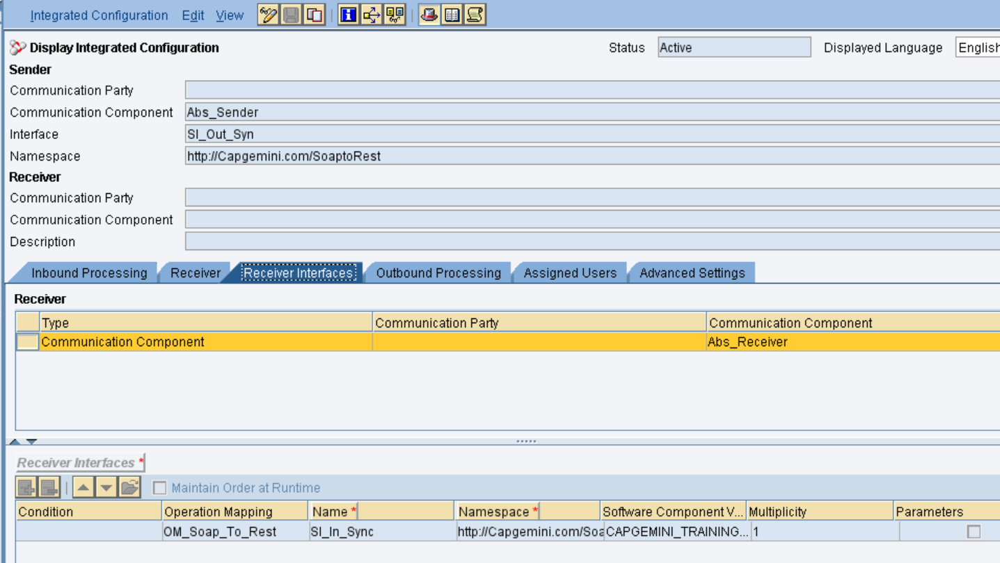 Integrated Configuration Edit View
Display Integrated Configuration Status Active Displayed Language English
Sender
Communication Party
Communication Component Abs_Sender
Interface SI_Out_Syn
Namespace http://Capgemini.com/SoaptoRest
Receiver
Communication Party
Communication Component
Description
Inbound Processing Receiver Receiver Interfaces Outbound Processing Assigned Users Advanced Settings
Receiver
Type Communication Party Communication Component
Communication Component Abs_Receiver
Receiver Interfaces *
Maintain Order at Runtime
Condition Operation Mapping Name * Namespace * Software Component V... Multiplicity Parameters
OM_Soap_To_Rest SI_In_Sync http://Capgemini.com/Soa CAPGEMINI_TRAINING... 1